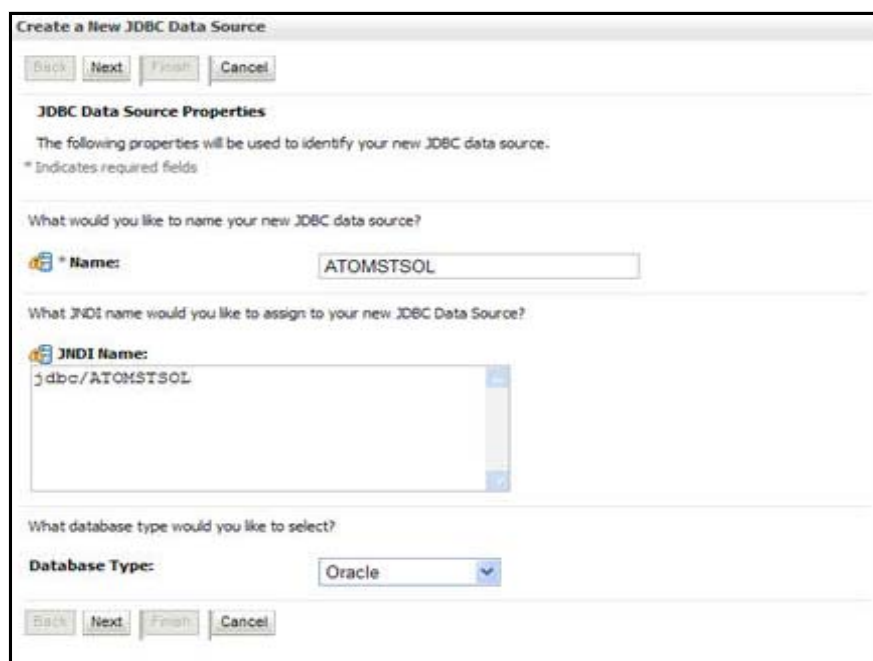 Create a New JDBC Data Source
Back Next Finish Cancel
JDBC Data Source Properties
The following properties will be used to identify your new JDBC data source.
* Indicates required fields
What would you like to name your new JDBC data source?
* Name: ATOMSTSOL
What JNDI name would you like to assign to your new JDBC Data Source?
JNDI Name:
jdbc/ATOMSTSOL
What database type would you like to select?
Database Type: Oracle
Back Next Finish Cancel